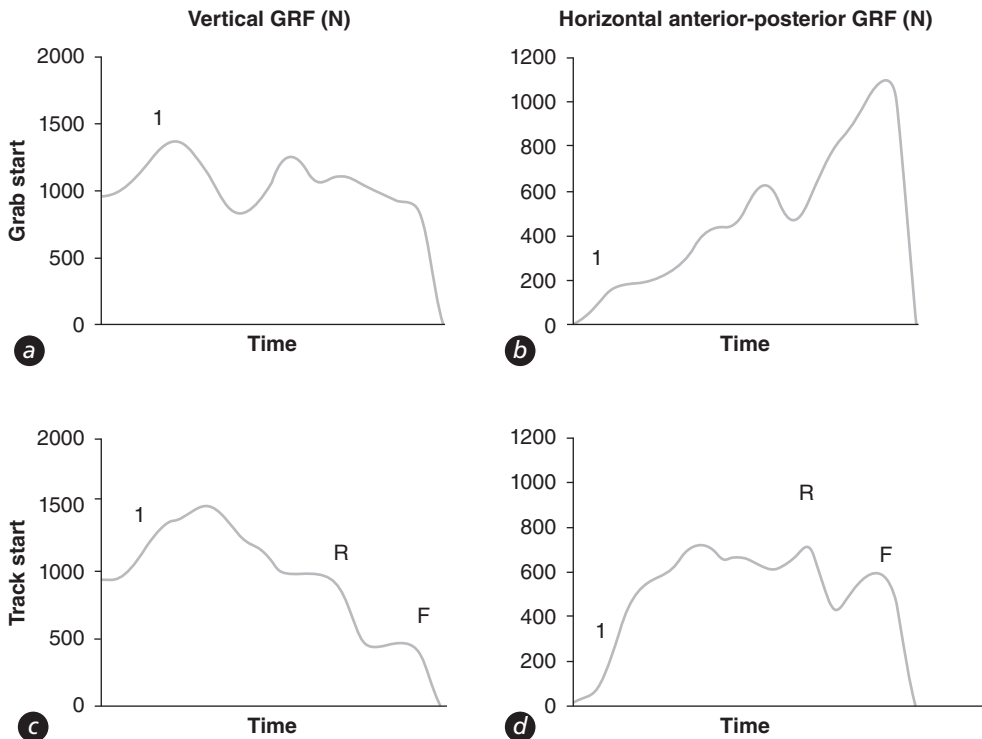 Vertical GRF (N)
Horizontal anterior-posterior GRF (N)
Grab start
2000
1500
1000
500
0
1
Time
a
1200
1000
800
600
400
200
0
1
Time
b
Track start
2000
1500
1000
500
0
1
R
F
Time
c
1200
1000
800
600
400
200
0
1
R
F
Time
d